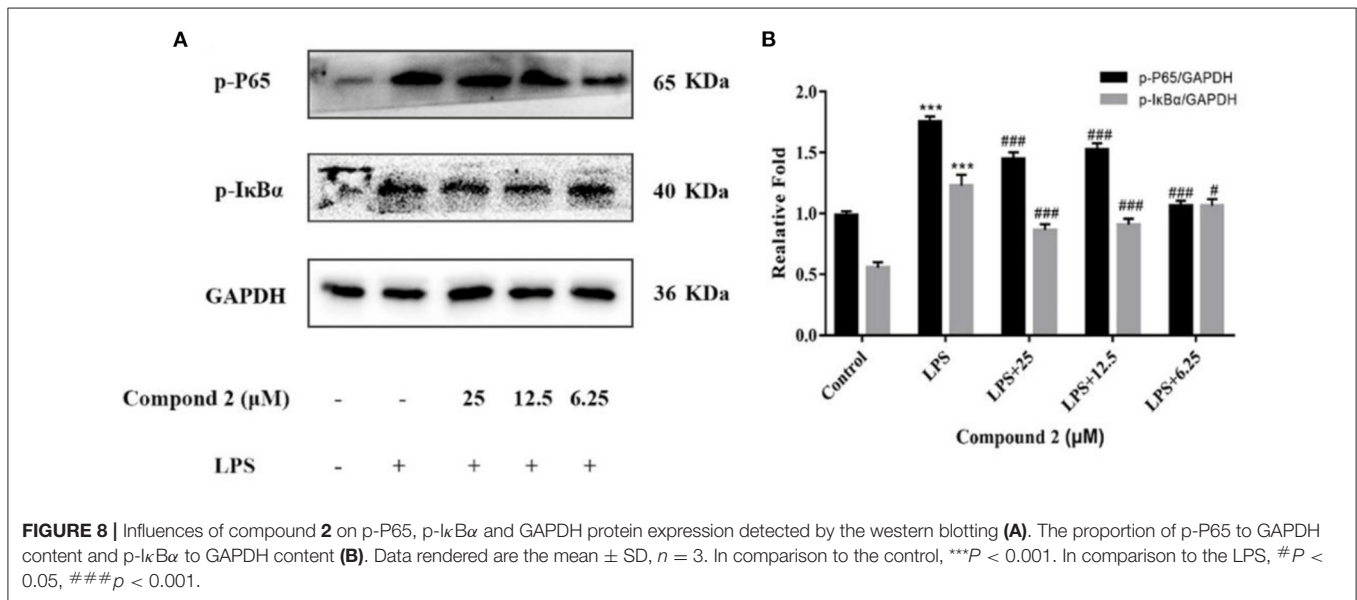 A
p-P65
65 KDa
p-IκBα
40 KDa
GAPDH
36 KDa
Compond 2 (μM) - - 25 12.5 6.25
LPS - + + + +
B
p-P65/GAPDH
p-IκBα/GAPDH
Realative Fold
2.0
1.5
1.0
0.5
0.0
*** *** ### ### ### ### ### #
Control LPS LPS+25 LPS+12.5 LPS+6.25
Compound 2 (μM)
FIGURE 8 | Influences of compound 2 on p-P65, p-IκBα and GAPDH protein expression detected by the western blotting (A). The proportion of p-P65 to GAPDH
content and p-IκBα to GAPDH content (B). Data rendered are the mean ± SD, n = 3. In comparison to the control, ***P < 0.001. In comparison to the LPS, #P <
0.05, ###p < 0.001.